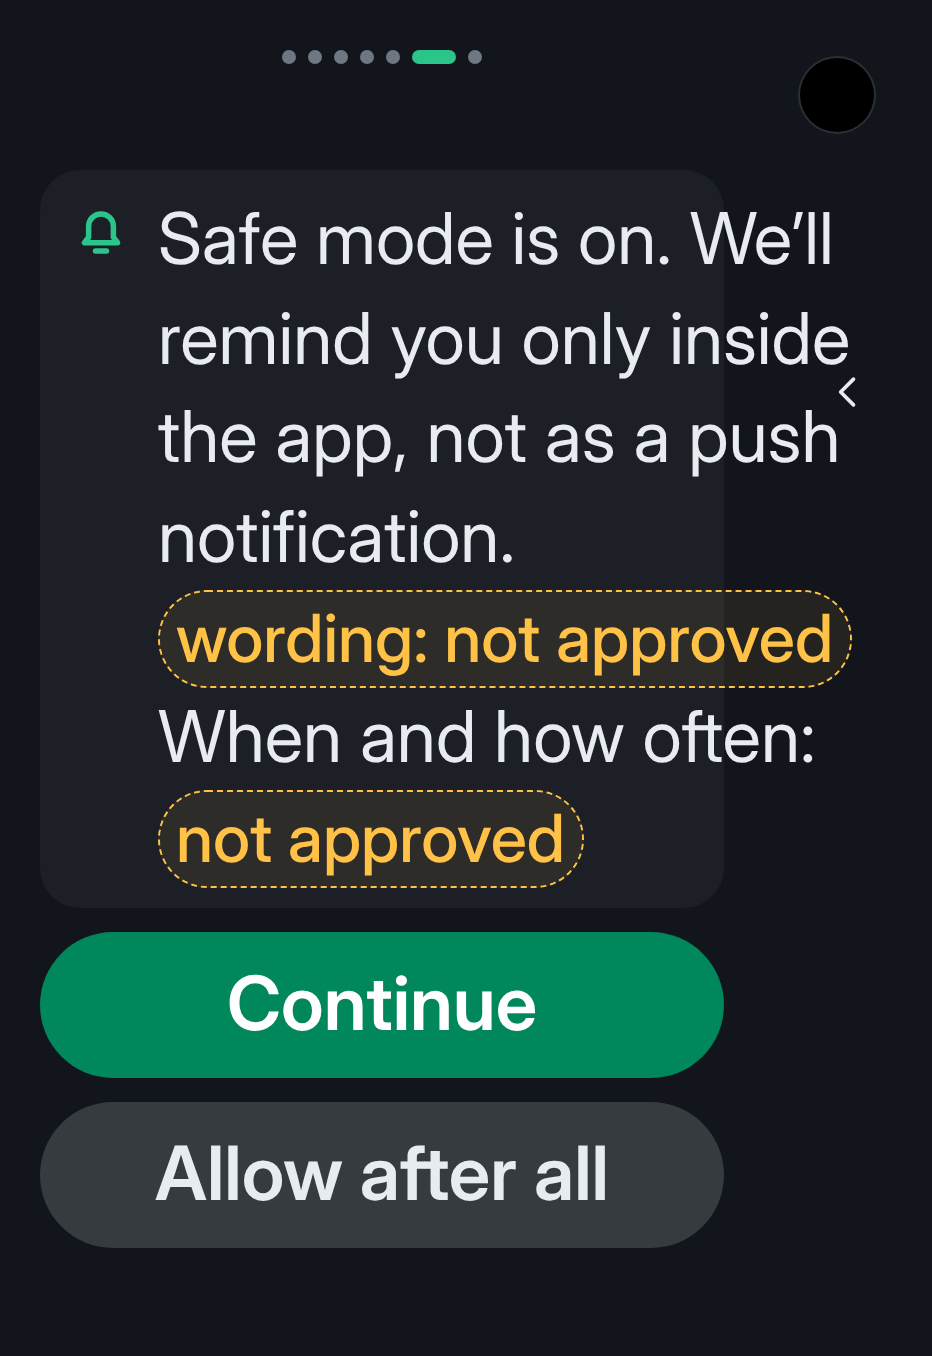 Safe mode is on. We’ll
remind you only inside
the app, not as a push
notification.
wording: not approved
When and how often:
not approved
Continue
Allow after all